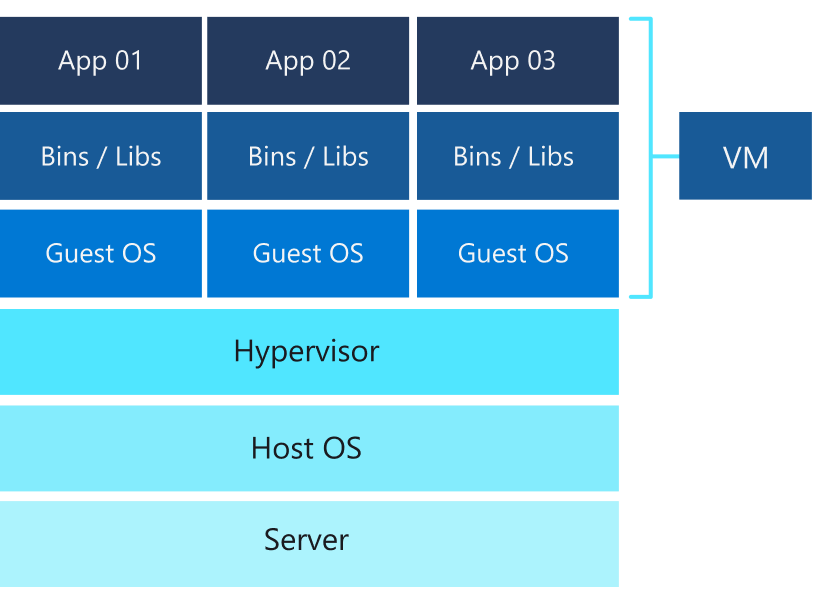 App 01
App 02
App 03
Bins / Libs
Bins / Libs
Bins / Libs
VM
Guest OS
Guest OS
Guest OS
Hypervisor
Host OS
Server